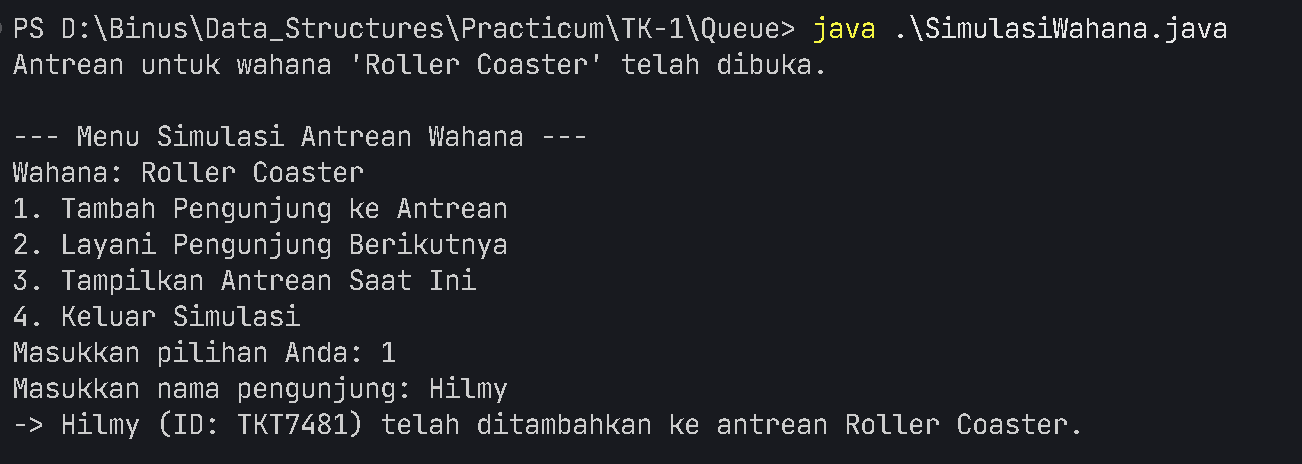 PS D:\Binus\Data_Structures\Practicum\TK-1\Queue> java .\SimulasiWahana.java
Antrean untuk wahana 'Roller Coaster' telah dibuka.
--- Menu Simulasi Antrean Wahana ---
Wahana: Roller Coaster
1. Tambah Pengunjung ke Antrean
2. Layani Pengunjung Berikutnya
3. Tampilkan Antrean Saat Ini
4. Keluar Simulasi
Masukkan pilihan Anda: 1
Masukkan nama pengunjung: Hilmy
-> Hilmy (ID: TKT7481) telah ditambahkan ke antrean Roller Coaster.